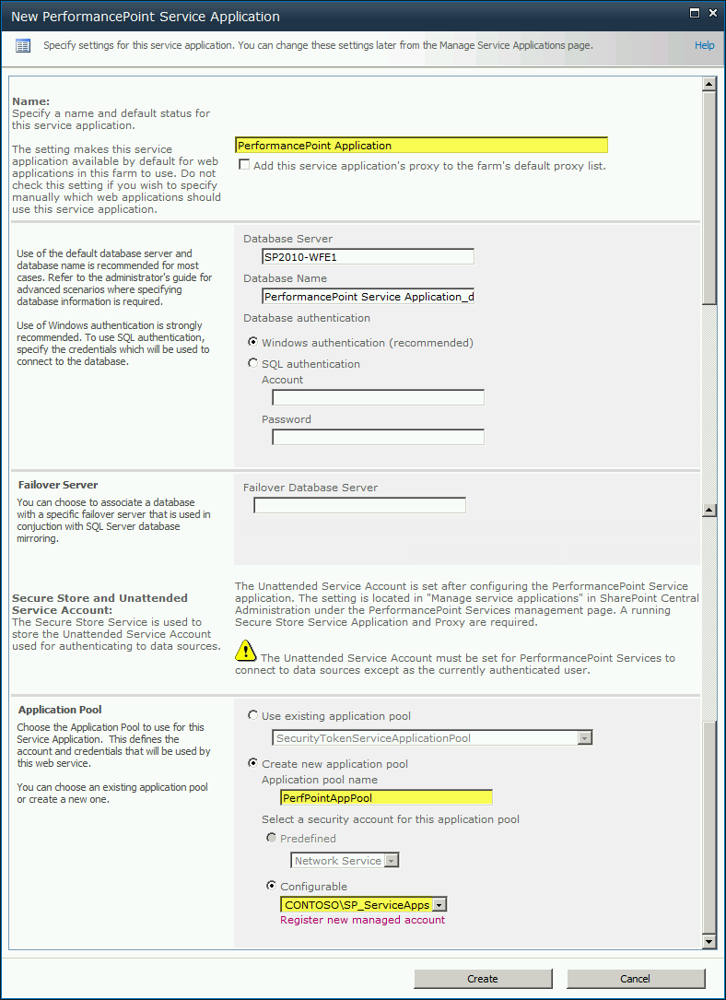 New PerformancePoint Service Application
Specify settings for this service application. You can change these settings later from the Manage Service Applications page.
Help
Name:
Specify a name and default status for
this service application.
The setting makes this service
application available by default for web
applications in this farm to use. Do not
check this setting if you wish to specify
manually which web applications should
use this service application.
PerformancePoint Application
Add this service application's proxy to the farm's default proxy list.
Use of the default database server and
database name is recommended for most
cases. Refer to the administrator's guide for
advanced scenarios where specifying
database information is required.
Use of Windows authentication is strongly
recommended. To use SQL authentication,
specify the credentials which will be used to
connect to the database.
Database Server
SP2010-WFE1
Database Name
PerformancePoint Service Application_d
Database authentication
Windows authentication (recommended)
SQL authentication
Account
Password
Failover Server
You can choose to associate a database
with a specific failover server that is used in
conjuction with SQL Server database
mirroring.
Failover Database Server
Secure Store and Unattended
Service Account:
The Secure Store Service is used to
store the Unattended Service Account
used for authenticating to data sources.
The Unattended Service Account is set after configuring the PerformancePoint Service
application. The setting is located in "Manage service applications" in SharePoint Central
Administration under the PerformancePoint Services management page. A running
Secure Store Service Application and Proxy are required.
The Unattended Service Account must be set for PerformancePoint Services to
connect to data sources except as the currently authenticated user.
Application Pool
Choose the Application Pool to use for this
Service Application. This defines the
account and credentials that will be used by
this web service.
You can choose an existing application pool
or create a new one.
Use existing application pool
SecurityTokenServiceApplicationPool
Create new application pool
Application pool name
PerfPointAppPool
Select a security account for this application pool
Predefined
Network Service
Configurable
CONTOSO\SP_ServiceApps
Register new managed account
Create
Cancel